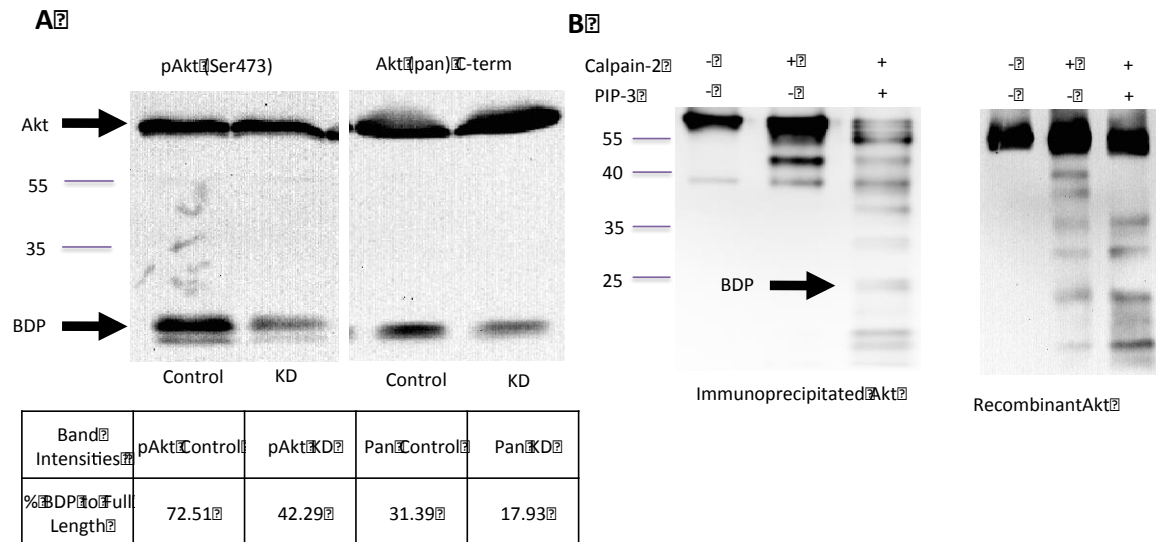 A
pAkt (Ser473)
Akt (pan) C-term
Akt
55
35
BDP
Control
KD
Control
KD
Band Intensities
pAkt Control
pAkt KD
Pan Control
Pan KD
% BDP to Full Length
72.51
42.29
31.39
17.93
B
Calpain-2
-
+
+
-
+
+
PIP-3
-
-
+
-
-
+
55
40
35
25
BDP
Immunoprecipitated Akt
RecombinantAkt